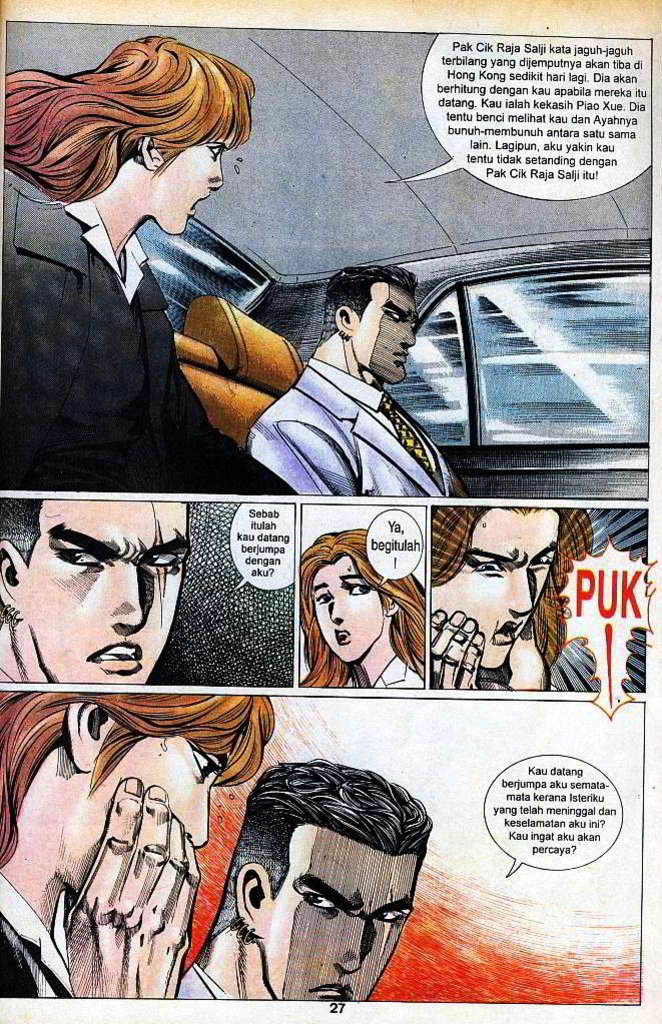 Pak Cik Raja Salji kata jaguh-jaguh
terbilang yang dijemputnya akan tiba di
Hong Kong sedikit hari lagi. Dia akan
berhitung dengan kau apabila mereka itu
datang. Kau ialah kekasih Piao Xue. Dia
tentu benci melihat kau dan Ayahnya
bunuh-membunuh antara satu sama
lain. Lagipun, aku yakin kau
tentu tidak setanding dengan
Pak Cik Raja Salji itu!
Sebab
itulah
kau datang
berjumpa
dengan
aku?
Ya,
begitulah
!
PUK
!
Kau datang
berjumpa aku semata-
mata kerana Isteriku
yang telah meninggal dan
keselamatan aku ini?
Kau ingat aku akan
percaya?
27